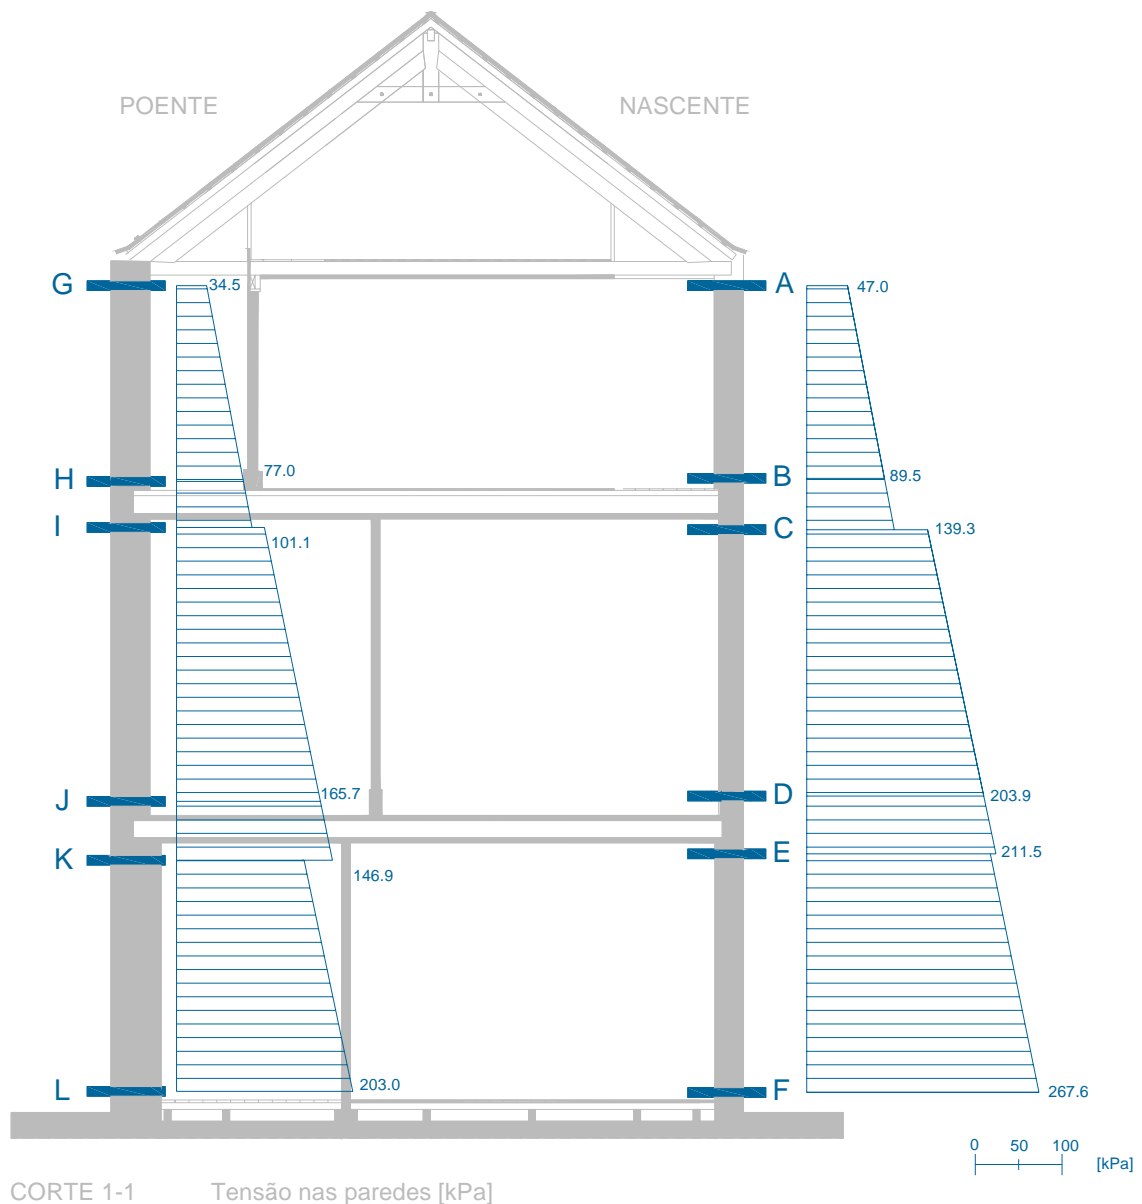 POENTE NASCENTE
G 34.5 A 47.0
H 77.0 B 89.5
I 101.1 C 139.3
J 165.7 D 203.9
K 146.9 E 211.5
L 203.0 F 267.6
0 50 100 [kPa]
CORTE 1-1 Tensão nas paredes [kPa]